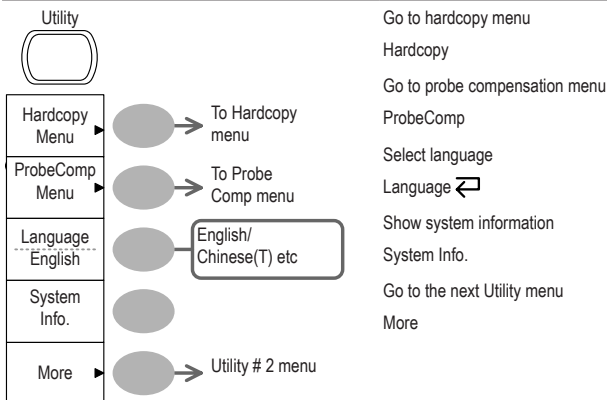 Utility
Hardcopy
Menu
To Hardcopy
menu
ProbeComp
Menu
To Probe
Comp menu
Language
English
English/
Chinese(T) etc
System
Info.
More
Utility # 2 menu
Go to hardcopy menu
Hardcopy
Go to probe compensation menu
ProbeComp
Select language
Language
Show system information
System Info.
Go to the next Utility menu
More